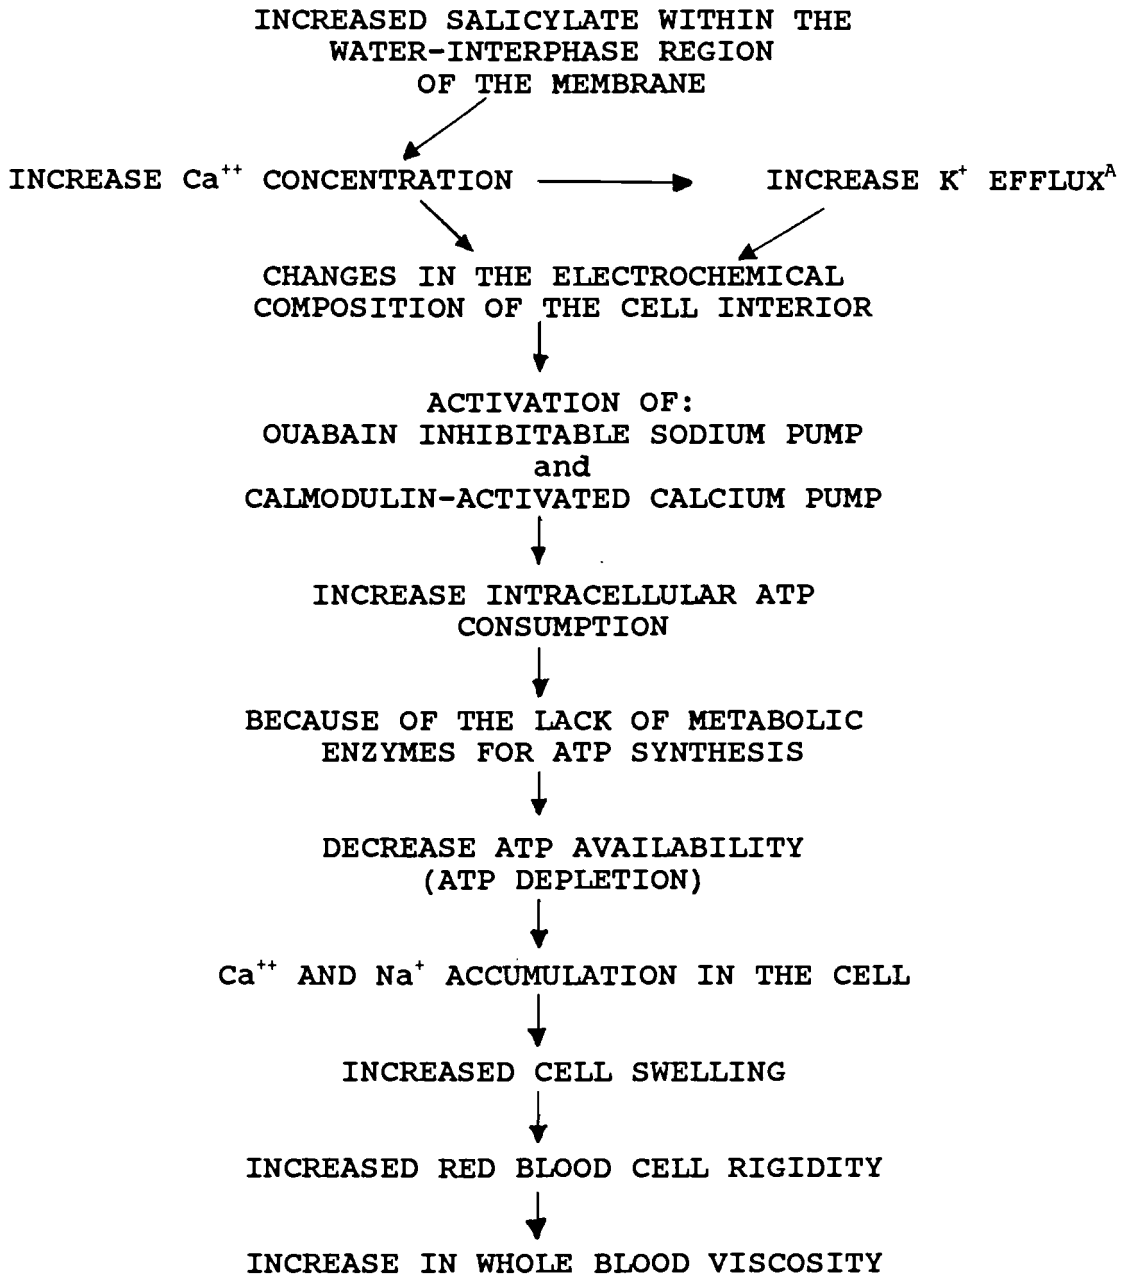 INCREASED SALICYLATE WITHIN THE
WATER-INTERPHASE REGION
OF THE MEMBRANE
INCREASE Ca⁺⁺ CONCENTRATION
INCREASE K⁺ EFFLUXᴬ
CHANGES IN THE ELECTROCHEMICAL
COMPOSITION OF THE CELL INTERIOR
ACTIVATION OF:
OUABAIN INHIBITABLE SODIUM PUMP
and
CALMODULIN-ACTIVATED CALCIUM PUMP
INCREASE INTRACELLULAR ATP
CONSUMPTION
BECAUSE OF THE LACK OF METABOLIC
ENZYMES FOR ATP SYNTHESIS
DECREASE ATP AVAILABILITY
(ATP DEPLETION)
Ca⁺⁺ AND Na⁺ ACCUMULATION IN THE CELL
INCREASED CELL SWELLING
INCREASED RED BLOOD CELL RIGIDITY
INCREASE IN WHOLE BLOOD VISCOSITY